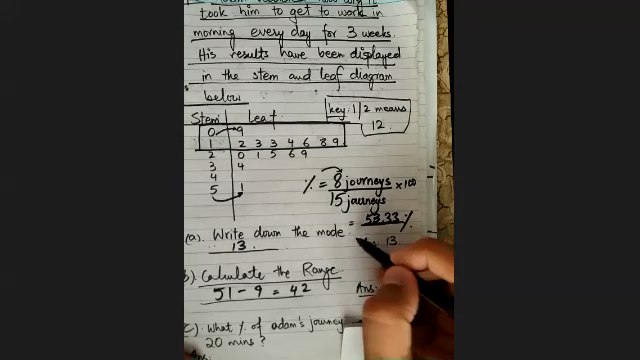 took him to get to work in
morning every day for 3 weeks.
His results have been displayed
in the stem and leaf diagram
below
key: 1|2 means
12.
Stem Leaf
0 9
1 2 3 3 4 6 8 9
2 0 1 5 6 9
3 4
4
5 1
% = 8 journeys × 100
15 journeys
= 53.33 %
(a). Write down the mode
13.
13.
Calculate the Range.
51 - 9 = 42
Ans:
(c). What % of adam's journey
20 mins?
Ans: